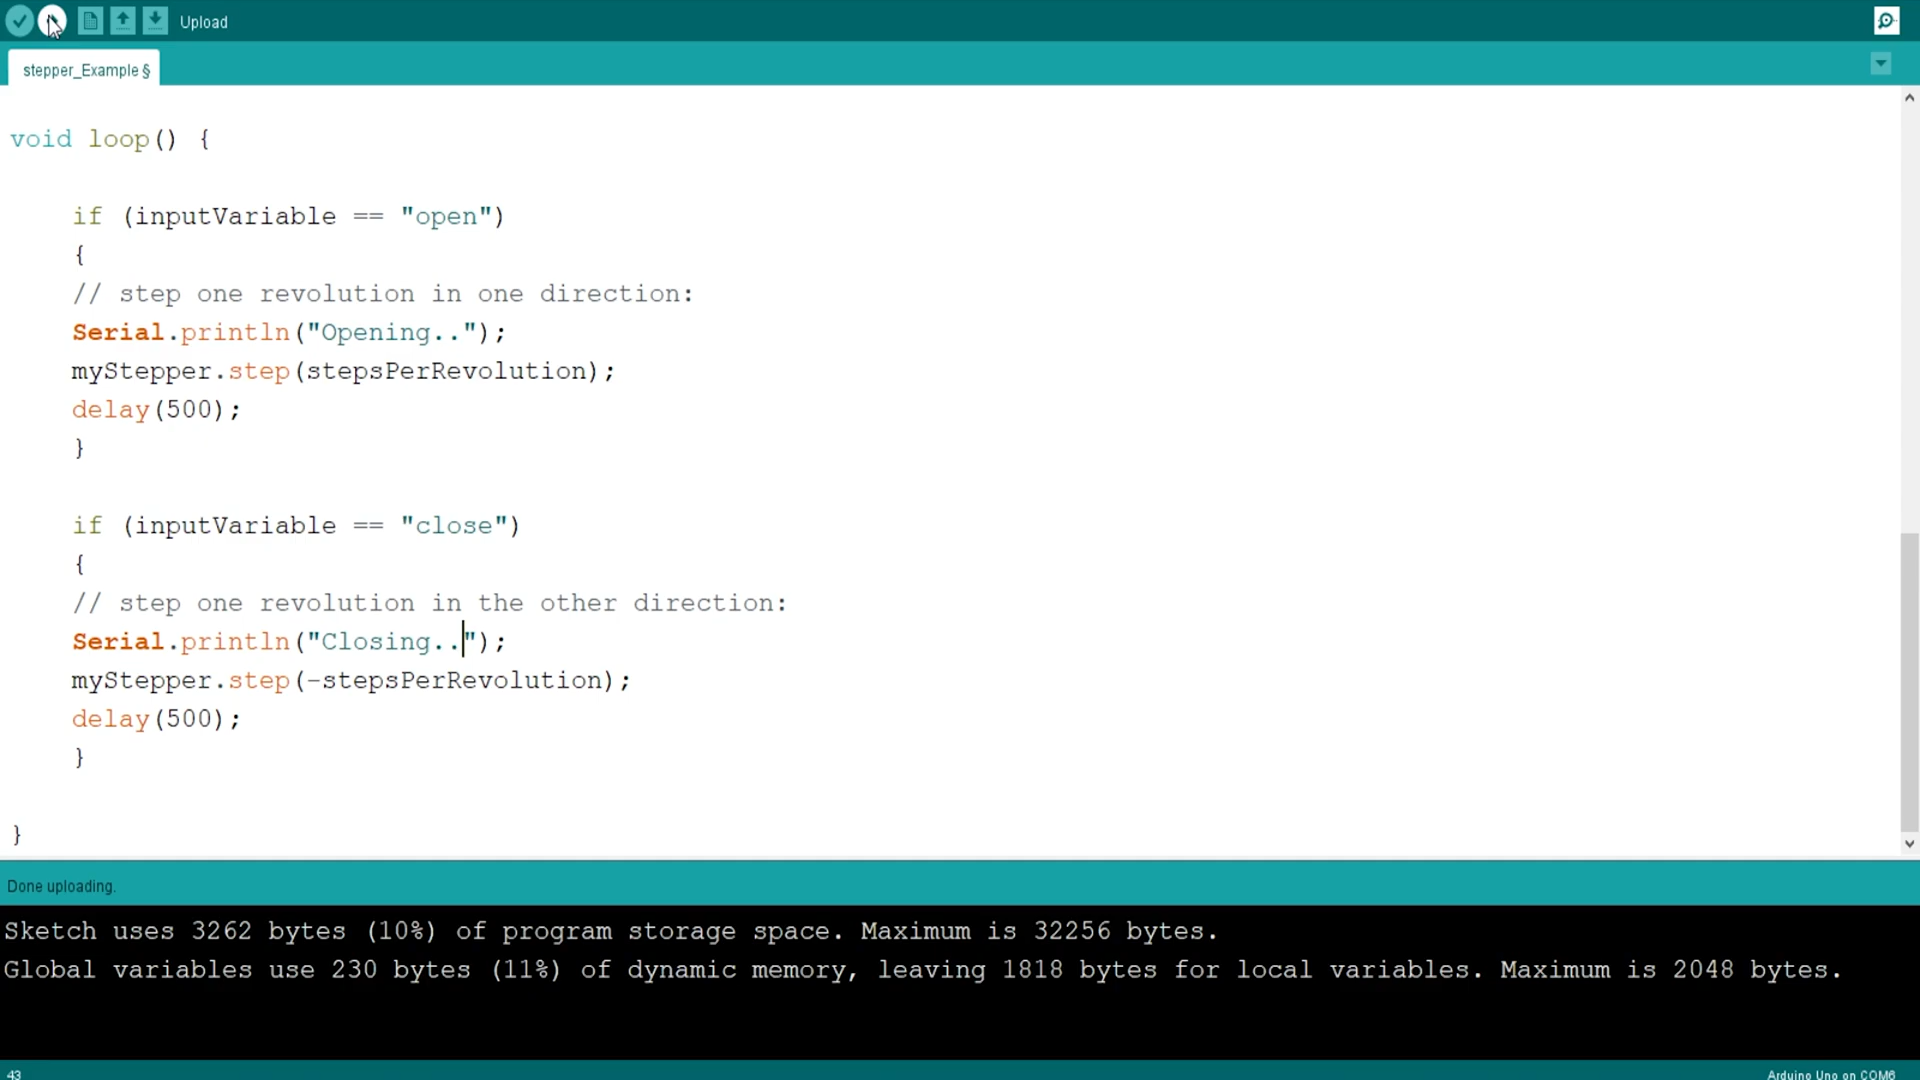 Upload
stepper_Example §
void loop() {
if (inputVariable == "open")
{
// step one revolution in one direction:
Serial.println("Opening..");
myStepper.step(stepsPerRevolution);
delay(500);
}
if (inputVariable == "close")
{
// step one revolution in the other direction:
Serial.println("Closing..");
myStepper.step(-stepsPerRevolution);
delay(500);
}
}
Done uploading.
Sketch uses 3262 bytes (10%) of program storage space. Maximum is 32256 bytes.
Global variables use 230 bytes (11%) of dynamic memory, leaving 1818 bytes for local variables. Maximum is 2048 bytes.
43
Arduino Uno on COM6